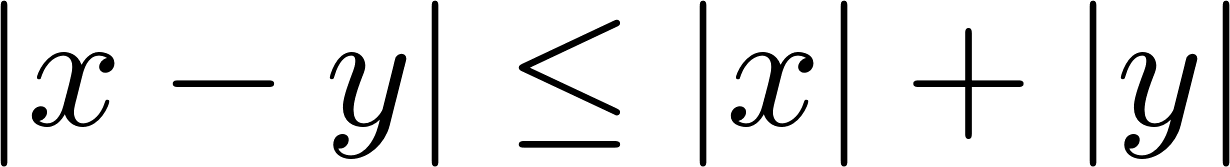 |x − y| ≤ |x| + |y|